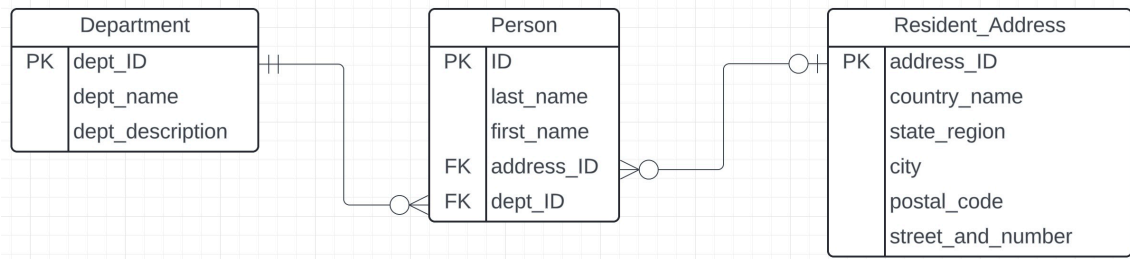 Department
PK dept_ID
dept_name
dept_description
Person
PK ID
last_name
first_name
FK address_ID
FK dept_ID
Resident_Address
PK address_ID
country_name
state_region
city
postal_code
street_and_number